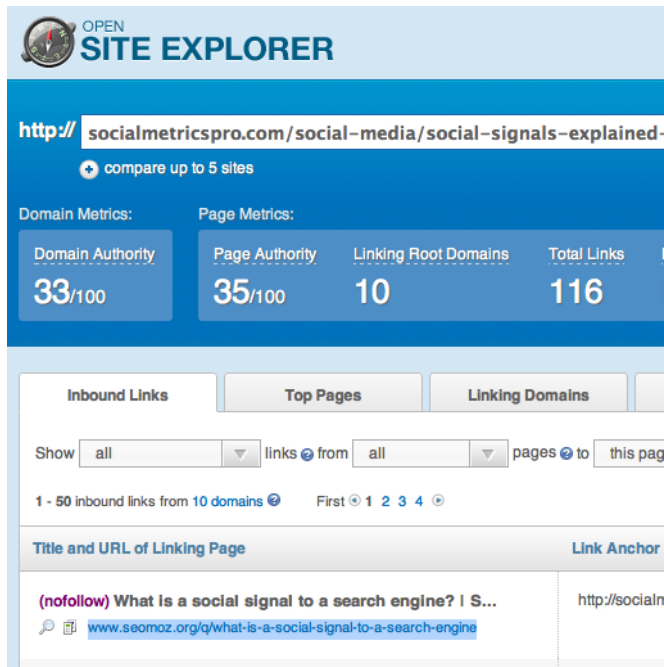 OPEN
SITE EXPLORER
http:// socialmetricspro.com/social-media/social-signals-explained-
compare up to 5 sites
Domain Metrics: Page Metrics:
Domain Authority Page Authority Linking Root Domains Total Links
33/100 35/100 10 116
Inbound Links Top Pages Linking Domains
Show all links from all pages to this pag
1 - 50 inbound links from 10 domains First 1 2 3 4
Title and URL of Linking Page Link Anchor
(nofollow) What is a social signal to a search engine? | S... http://socialm
www.seomoz.org/q/what-is-a-social-signal-to-a-search-engine